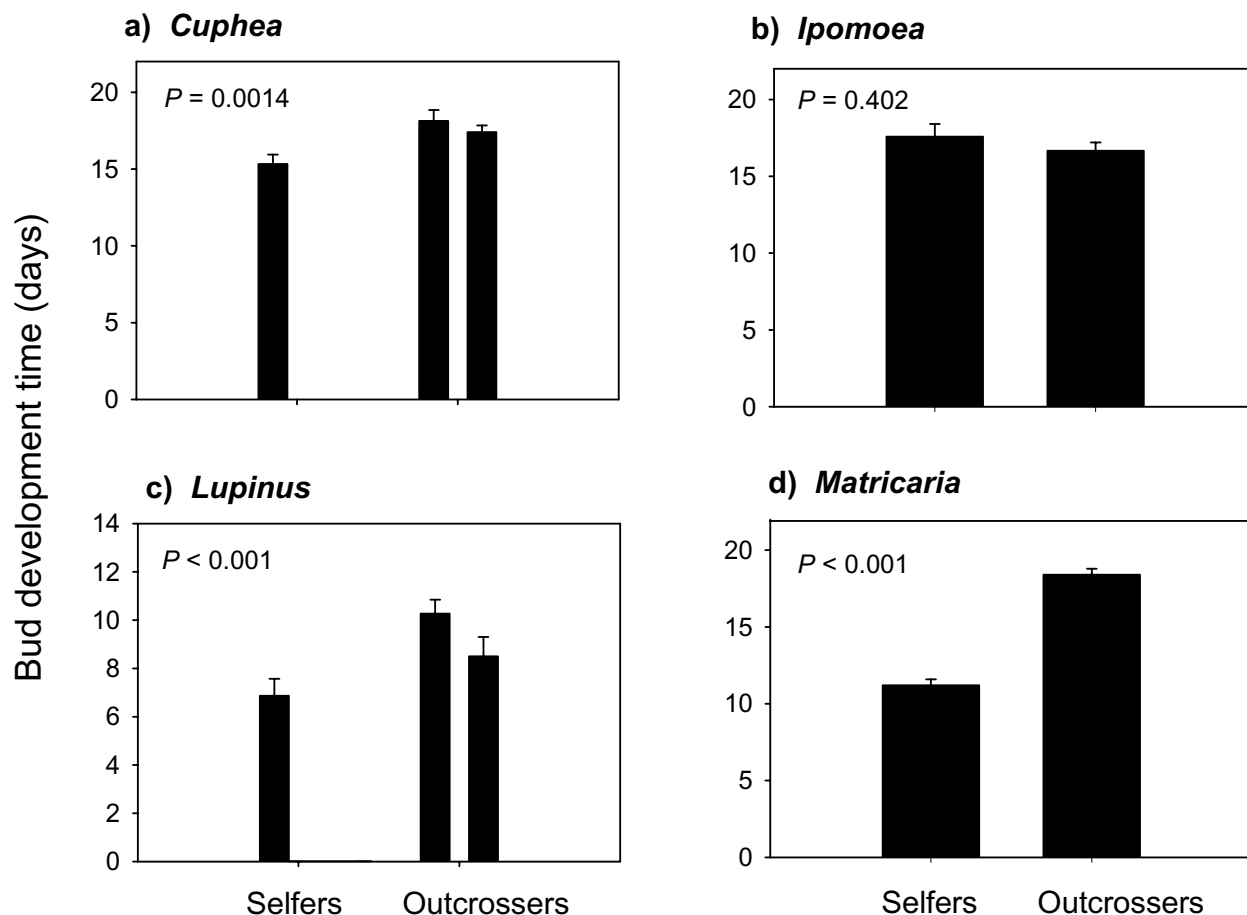 a) Cuphea
b) Ipomoea
Bud development time (days)
P = 0.0014
20
15
10
5
0
P = 0.402
20
15
10
5
0
c) Lupinus
d) Matricaria
P < 0.001
14
12
10
8
6
4
2
0
Selfers Outcrossers
P < 0.001
20
15
10
5
0
Selfers Outcrossers